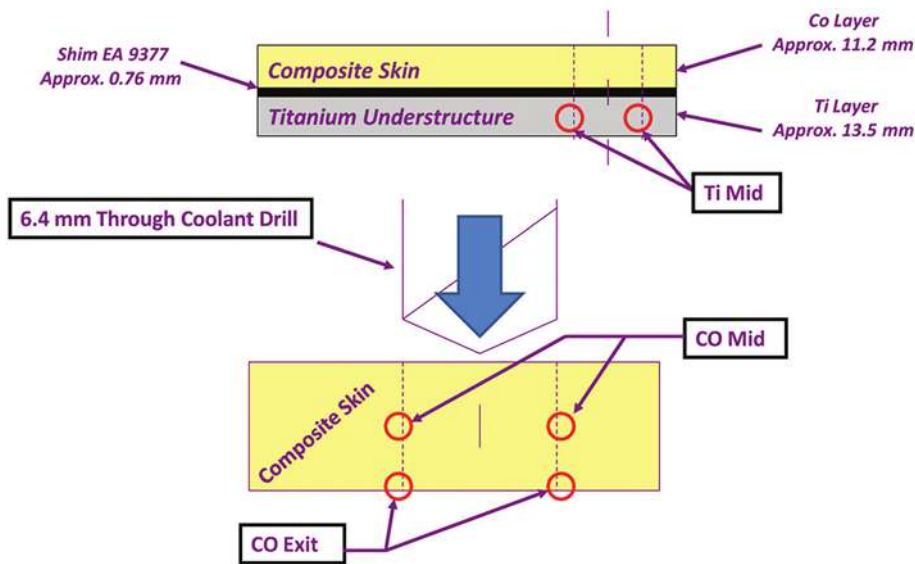 Shim EA 9377
Approx. 0.76 mm
Composite Skin
Titanium Understructure
Co Layer
Approx. 11.2 mm
Ti Layer
Approx. 13.5 mm
Ti Mid
6.4 mm Through Coolant Drill
CO Mid
Composite Skin
CO Exit